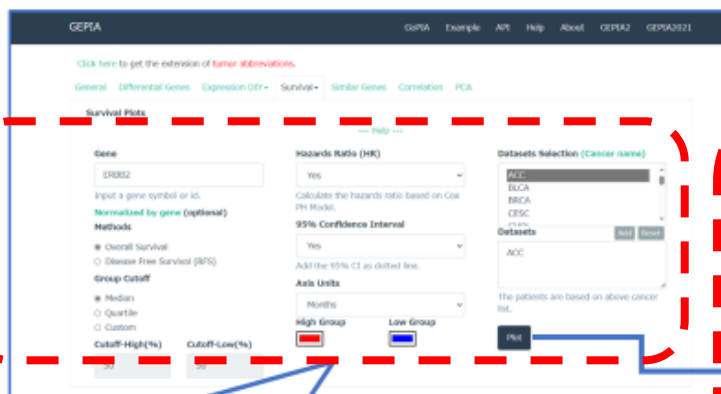 GEPIA
GoPIA Example API Help About GEPIA2 GEPIA2021
Click here to get the extension of tumor abbreviations.
General Differential Genes Expression DIY Survival Similar Genes Correlation PCA
Survival Plots
--- Help ---
Gene
Input a gene symbol or id.
Normalized by gene (optional)
Methods
Overall Survival
Disease Free Survival (RFS)
Group Cutoff
Median
Quartile
Custom
Cutoff-High(%) Cutoff-Low(%)
50 50
Hazards Ratio (HR)
Yes
Calculate the hazards ratio based on Cox
PH Model.
95% Confidence Interval
Yes
Add the 95% CI as dotted line.
Axis Units
Months
High Group Low Group
Datasets Selection (Cancer name)
ACC
BLCA
BRCA
CESC
Datasets Add Reset
ACC
The patients are based on above cancer
list.
Plot